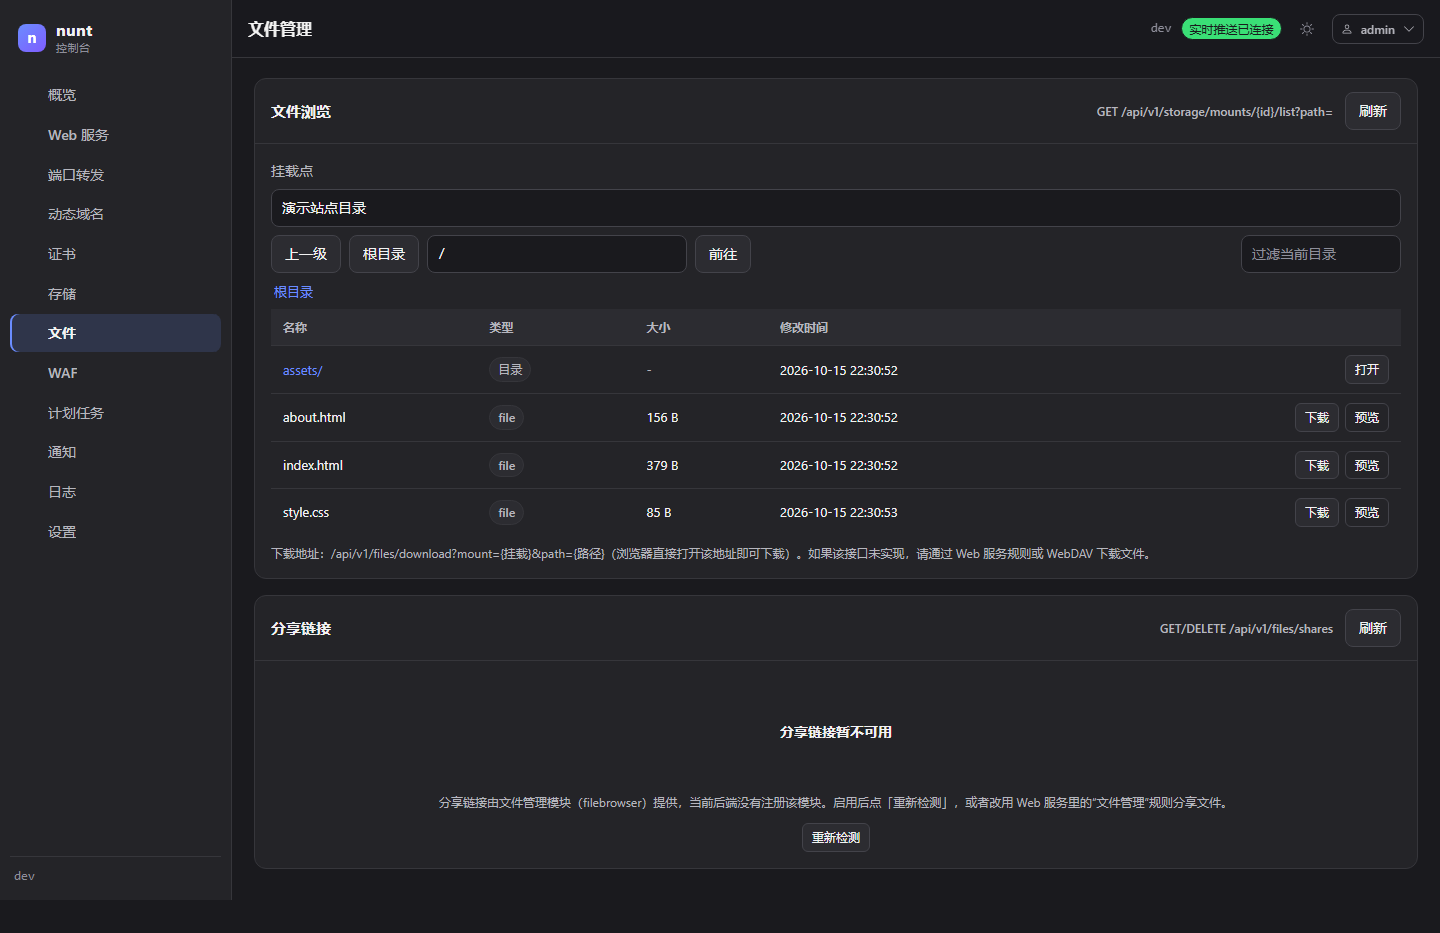 n
nunt
控制台
概览
Web 服务
端口转发
动态域名
证书
存储
文件
WAF
计划任务
通知
日志
设置
dev
文件管理
dev 实时推送已连接 admin
文件浏览
GET /api/v1/storage/mounts/{id}/list?path= 刷新
挂载点
演示站点目录
上一级 根目录 / 前往 过滤当前目录
根目录
名称 类型 大小 修改时间
assets/ 目录 - 2026-10-15 22:30:52 打开
about.html file 156 B 2026-10-15 22:30:52 下载 预览
index.html file 379 B 2026-10-15 22:30:52 下载 预览
style.css file 85 B 2026-10-15 22:30:53 下载 预览
下载地址：/api/v1/files/download?mount={挂载}&path={路径}（浏览器直接打开该地址即可下载）。如果该接口未实现，请通过 Web 服务规则或 WebDAV 下载文件。
分享链接
GET/DELETE /api/v1/files/shares 刷新
分享链接暂不可用
分享链接由文件管理模块（filebrowser）提供，当前后端没有注册该模块。启用后点「重新检测」，或者改用 Web 服务里的“文件管理”规则分享文件。
重新检测